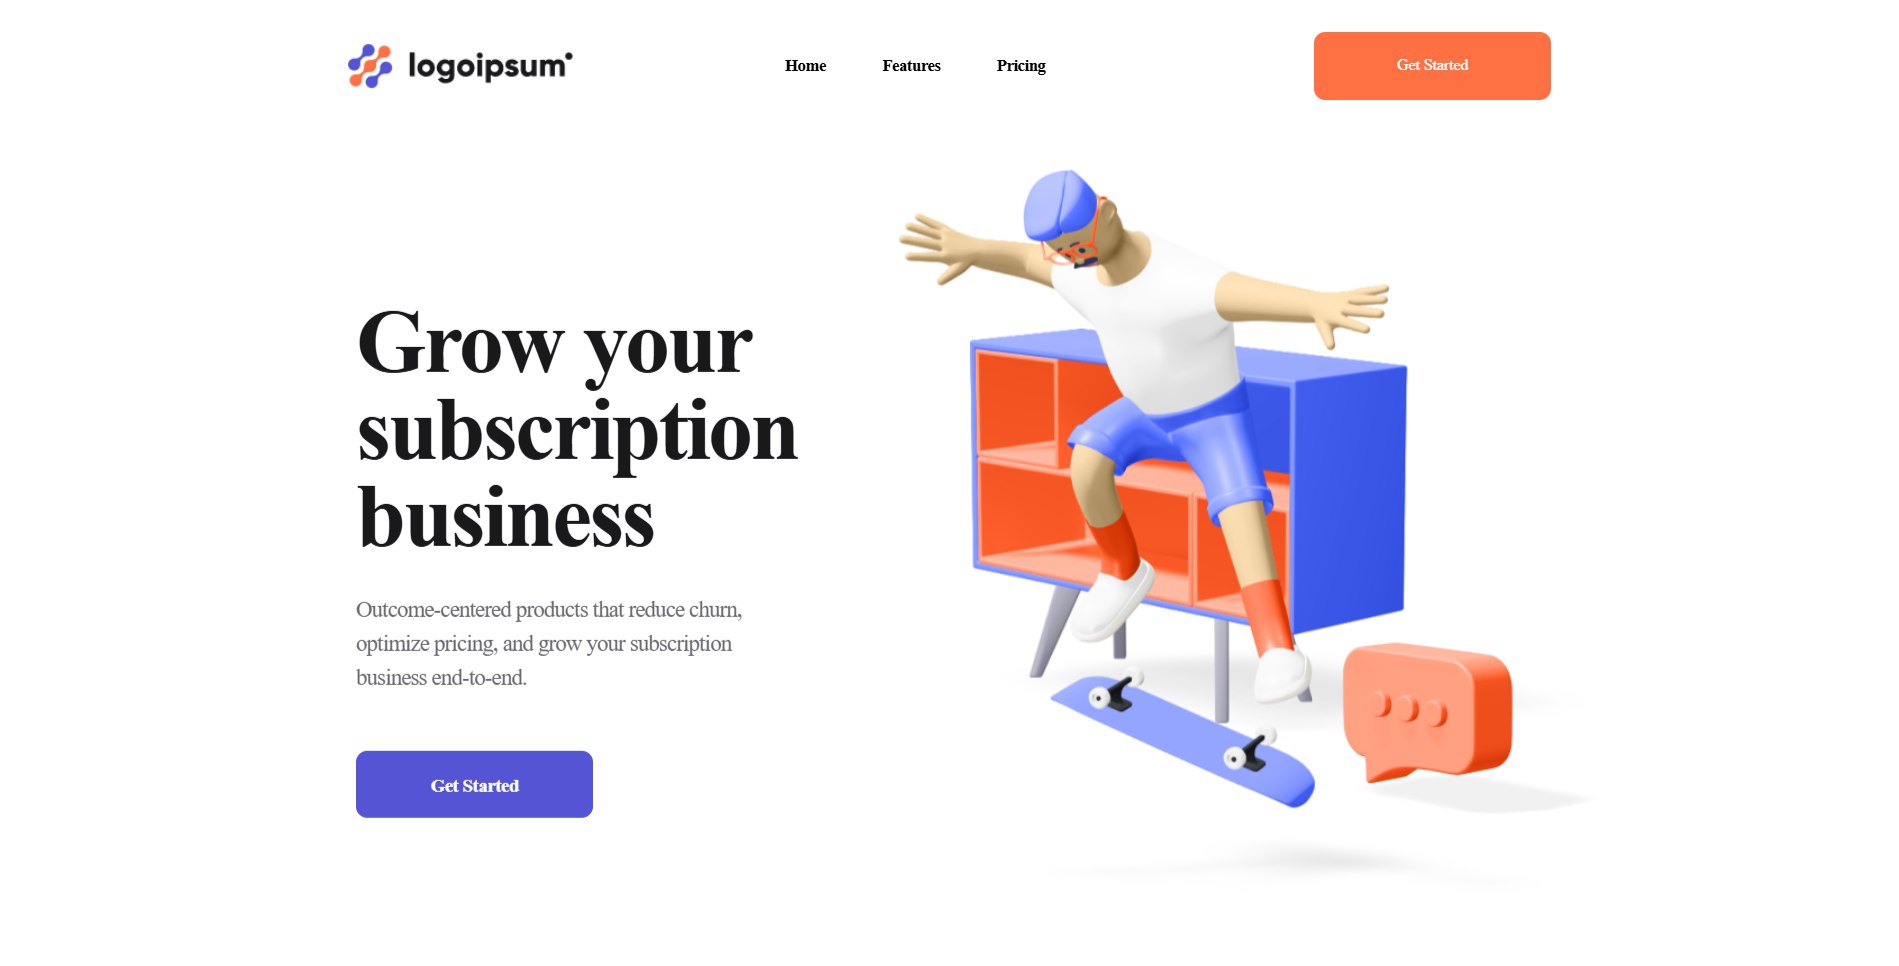 logoipsum
Home
Features
Pricing
Get Started
Grow your
subscription
business
Outcome-centered products that reduce churn,
optimize pricing, and grow your subscription
business end-to-end.
Get Started